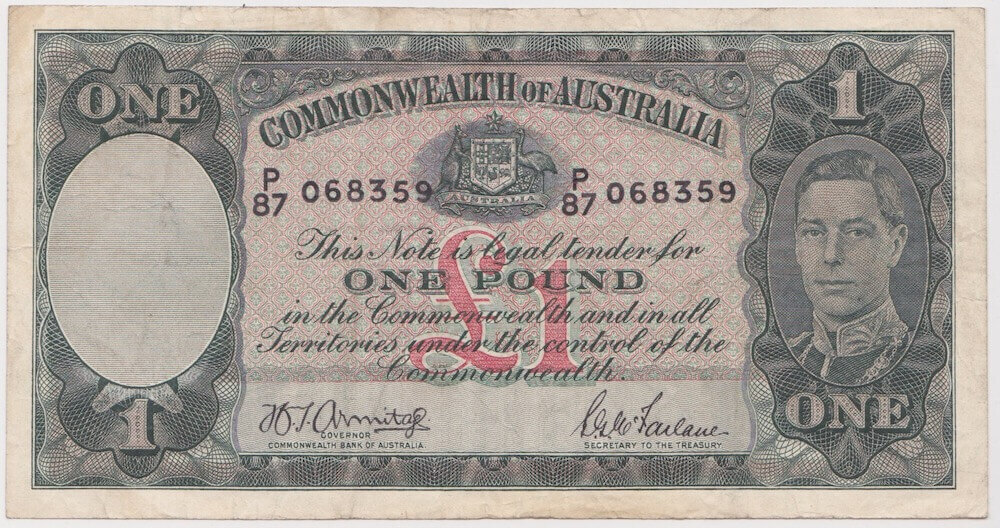 ONE
1
COMMONWEALTH OF AUSTRALIA
AUSTRALIA
P/87 068359 P/87 068359
This Note is legal tender for
ONE POUND
in the Commonwealth and in all
Territories under the control of the
Commonwealth.
£1
H.T. Armitage
GOVERNOR
COMMONWEALTH BANK OF AUSTRALIA.
S.G. McFarlane
SECRETARY TO THE TREASURY.
1
ONE